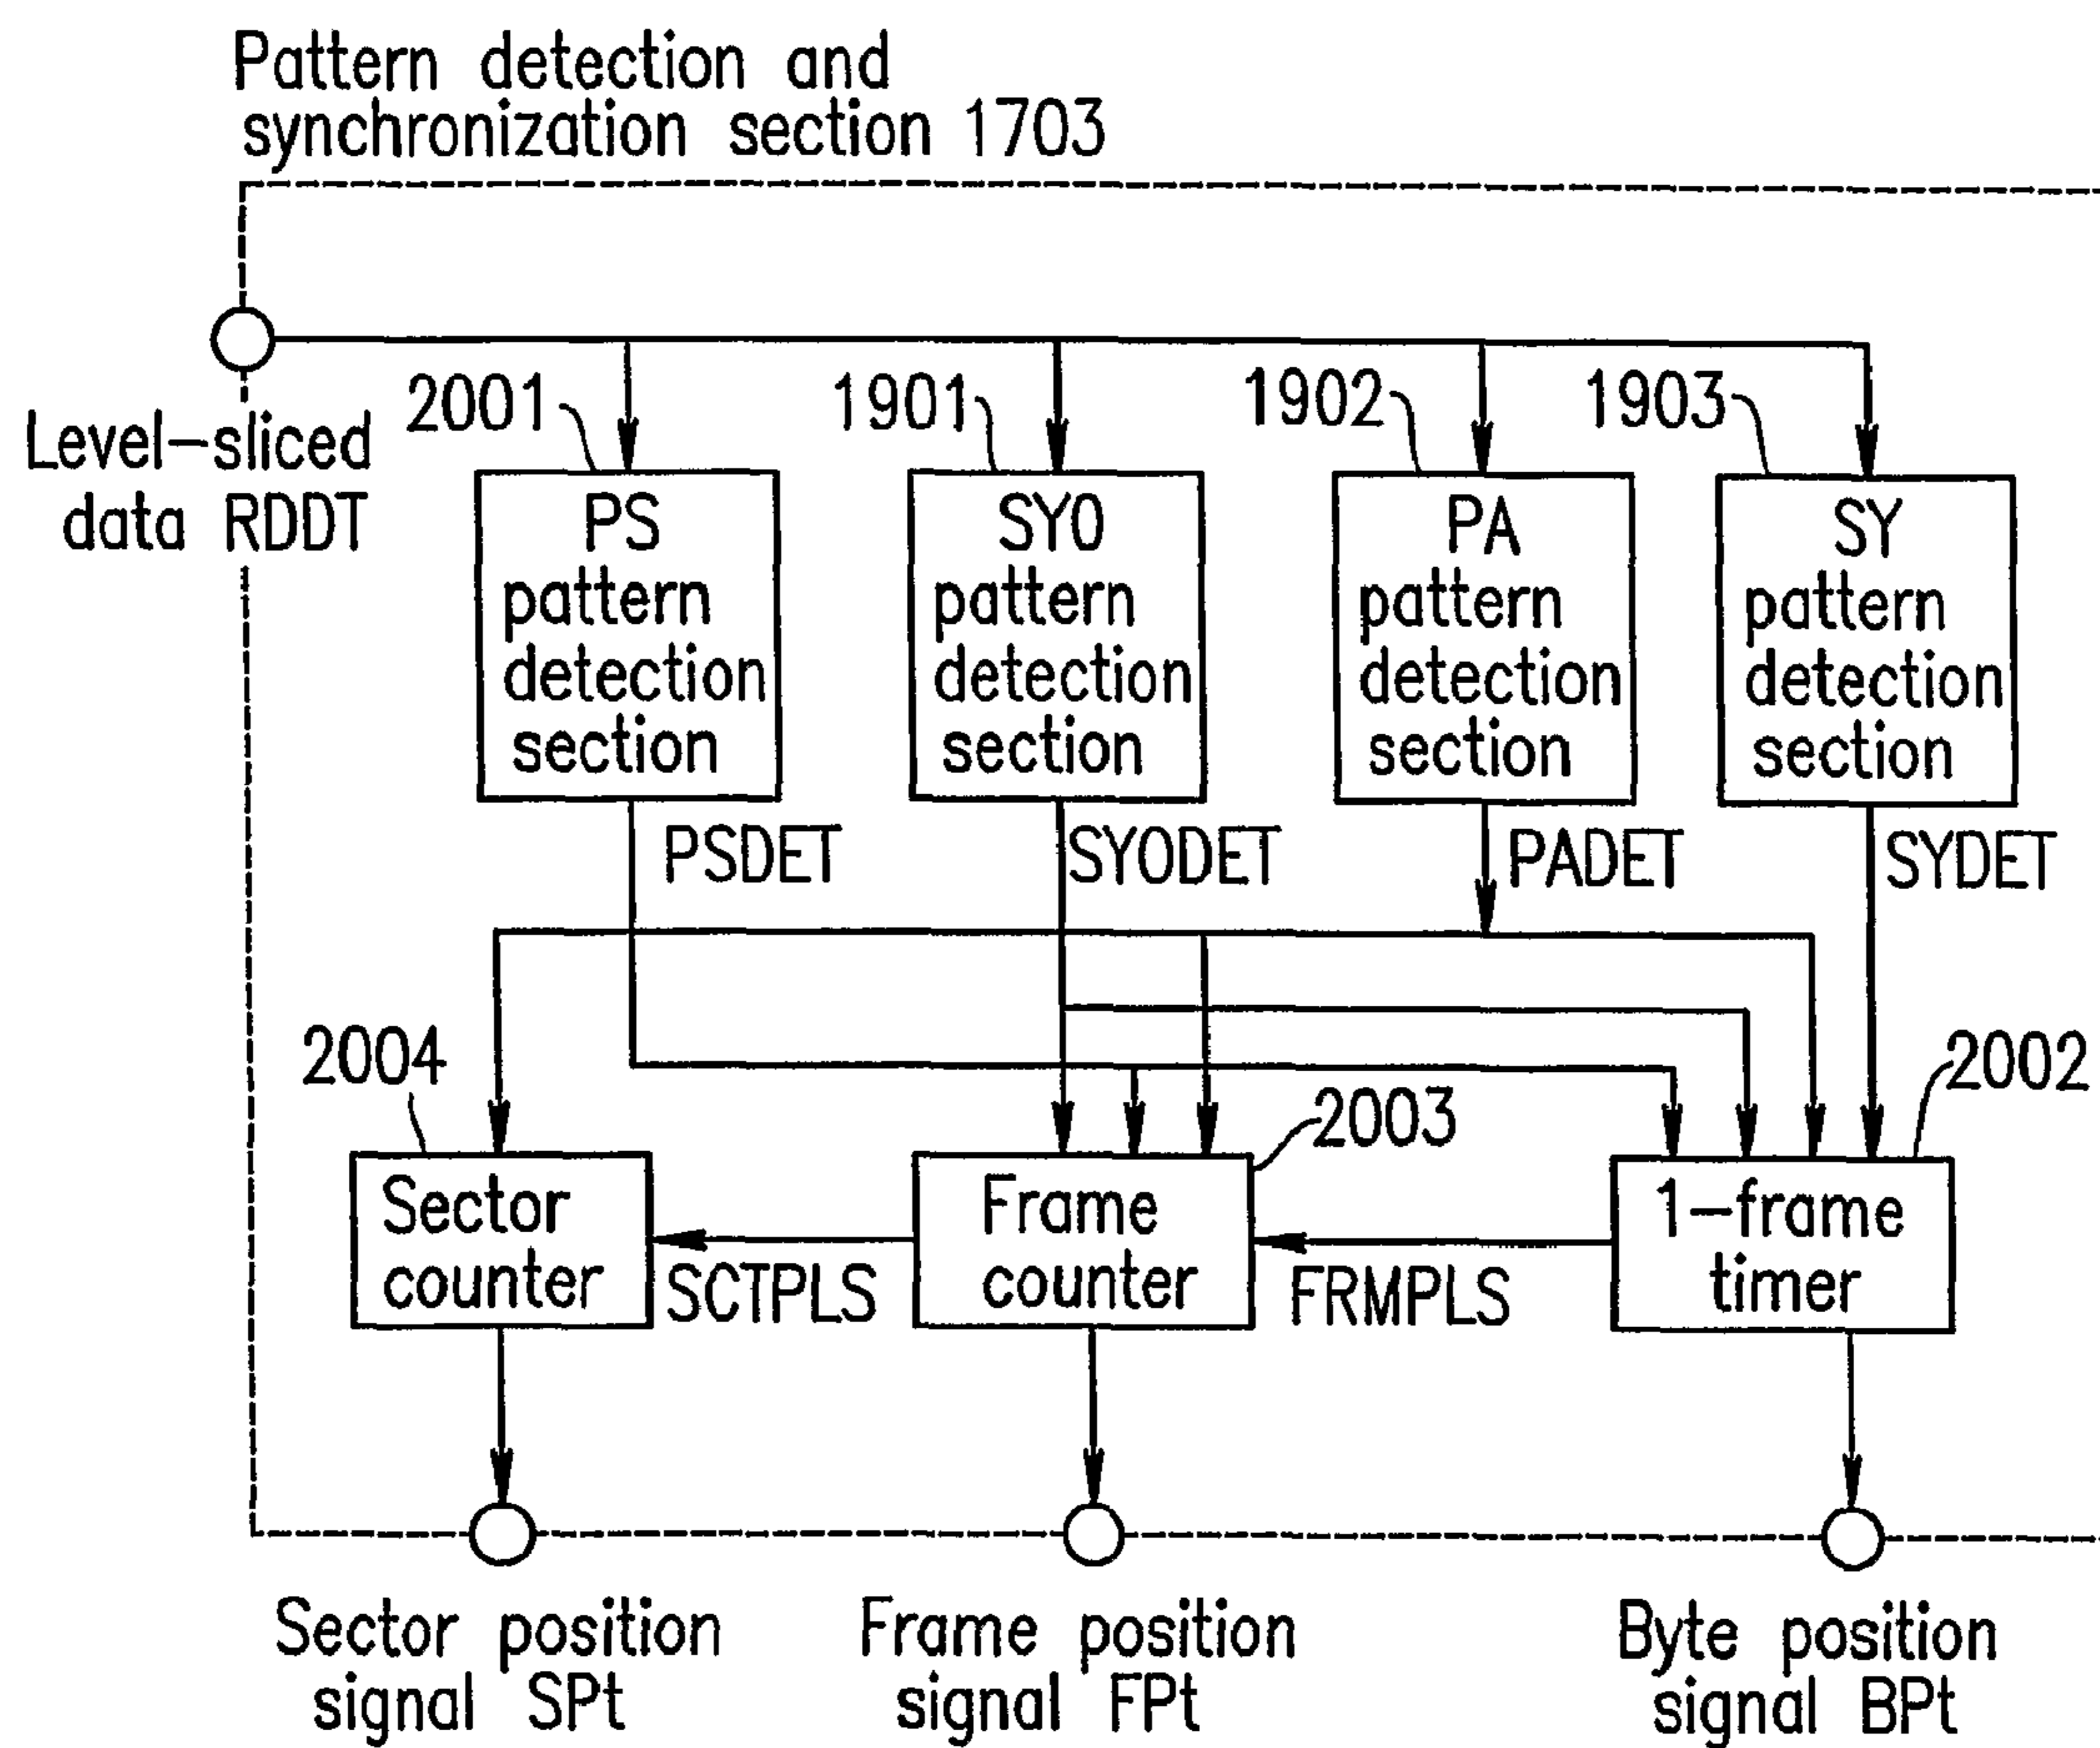 Pattern detection and
synchronization section 1703
Level-sliced
data RDDT
2001
1901
1902
1903
PS
pattern
detection
section
SY0
pattern
detection
section
PA
pattern
detection
section
SY
pattern
detection
section
PSDET
SY0DET
PADET
SYDET
2004
2003
2002
Sector
counter
SCTPLS
Frame
counter
FRMPLS
1-frame
timer
Sector position
signal SPt
Frame position
signal FPt
Byte position
signal BPt